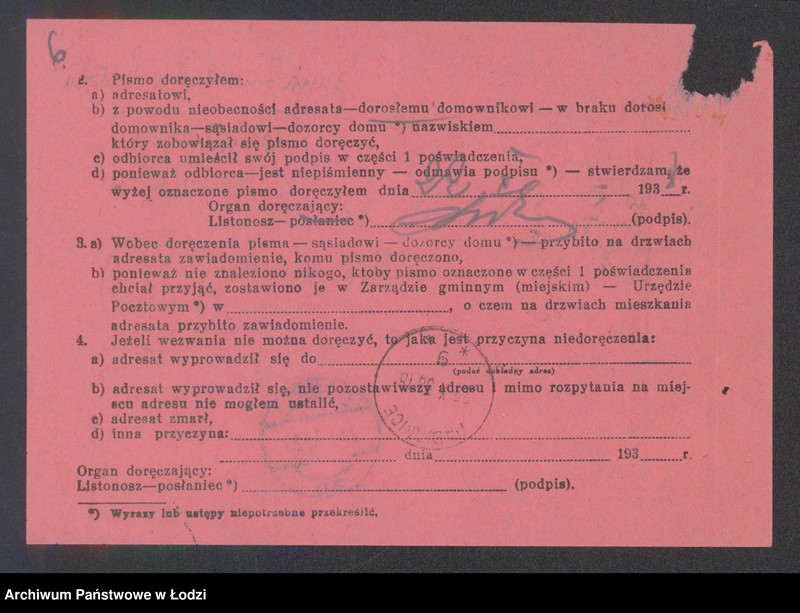 6.
2. Pismo doręczyłem:
a) adresatowi,
b) z powodu nieobecności adresata—dorosłemu domownikowi — w braku dorosł
domownika—sąsiadowi—dozorcy domu *) nazwiskiem
który zobowiązał się pismo doręczyć,
c) odbiorca umieścił swój podpis w części 1 poświadczenia,
d) ponieważ odbiorca—jest niepiśmienny — odmawia podpisu *) — stwierdzam, że
wyżej oznaczone pismo doręczyłem dnia 193 r.
Organ doręczający:
Listonosz—posłaniec *) (podpis).
3. a) Wobec doręczenia pisma — sąsiadowi — dozorcy domu *) — przybito na drzwiach
adresata zawiadomienie, komu pismo doręczono,
b) ponieważ nie znaleziono nikogo, ktoby pismo oznaczone w części 1 poświadczenia
chciał przyjąć, zostawiono je w Zarządzie gminnym (miejskim) — Urzędzie
Pocztowym *) w , o czem na drzwiach mieszkania
adresata przybito zawiadomienie.
4. Jeżeli wezwania nie można doręczyć, to jaka jest przyczyna niedoręczenia:
a) adresat wyprowadził się do
(podać dokładny adres)
b) adresat wyprowadził się, nie pozostawiwszy adresu i mimo rozpytania na miej-
scu adresu nie mogłem ustalić,
c) adresat zmarł,
d) inna przyczyna:
dnia 193 r.
Organ doręczający:
Listonosz—posłaniec *) (podpis).
*) Wyrazy lub ustępy niepotrzebne przekreślić,
Archiwum Państwowe w Łodzi